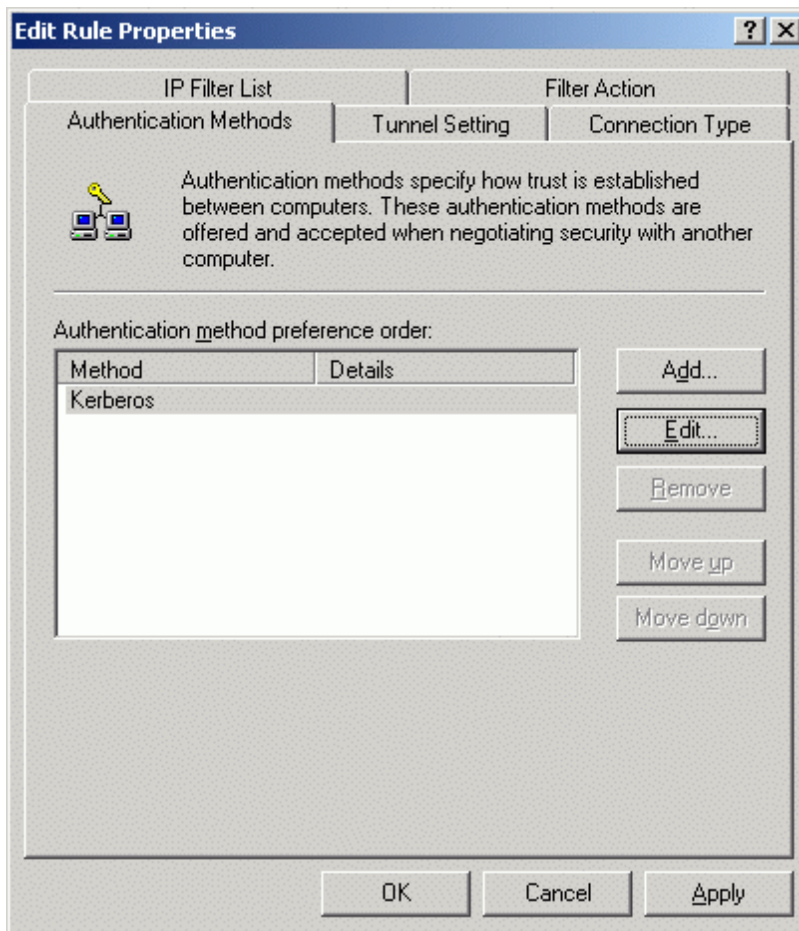 Edit Rule Properties
IP Filter List
Filter Action
Authentication Methods
Tunnel Setting
Connection Type
Authentication methods specify how trust is established
between computers. These authentication methods are
offered and accepted when negotiating security with another
computer.
Authentication method preference order:
Method
Details
Kerberos
Add...
Edit...
Remove
Move up
Move down
OK
Cancel
Apply